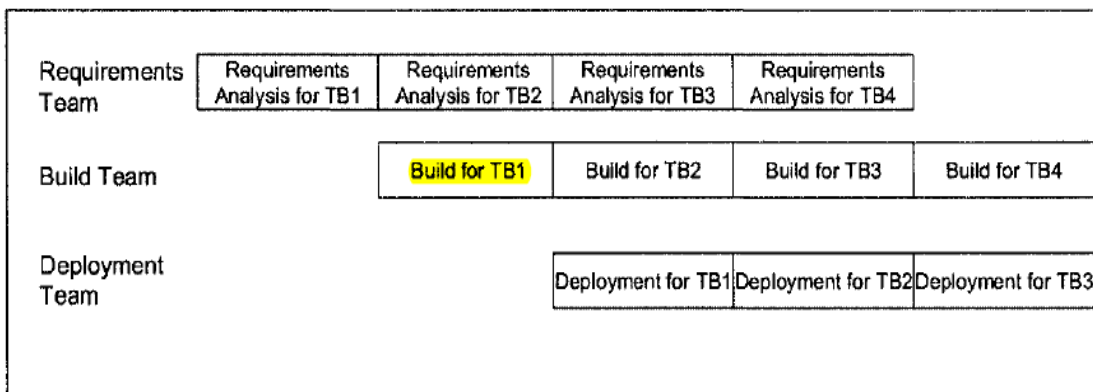 Requirements
Team
Requirements
Analysis for TB1
Requirements
Analysis for TB2
Requirements
Analysis for TB3
Requirements
Analysis for TB4
Build Team
Build for TB1
Build for TB2
Build for TB3
Build for TB4
Deployment
Team
Deployment for TB1
Deployment for TB2
Deployment for TB3